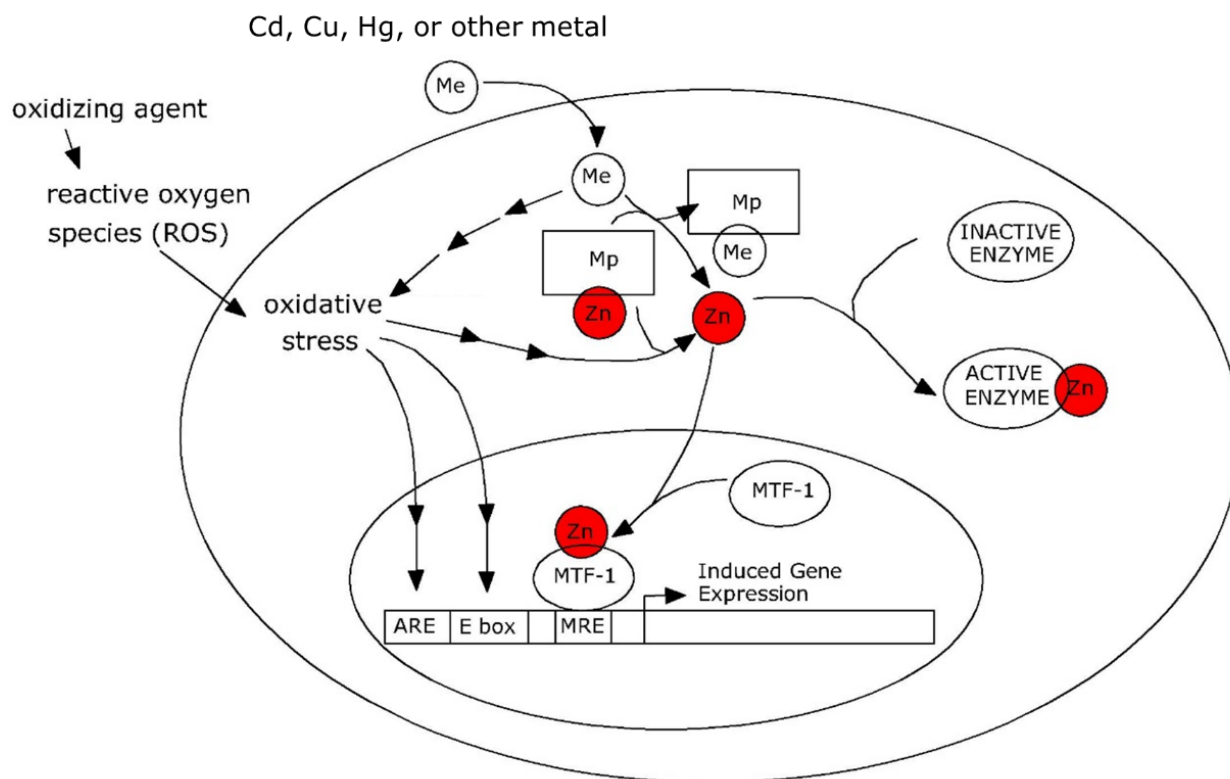 Cd, Cu, Hg, or other metal
Me
oxidizing agent
reactive oxygen
species (ROS)
Me
Mp
Me
Mp
Zn
Zn
INACTIVE
ENZYME
oxidative
stress
ACTIVE
ENZYME
Zn
MTF-1
Zn
MTF-1
Induced Gene
Expression
ARE
E box
MRE